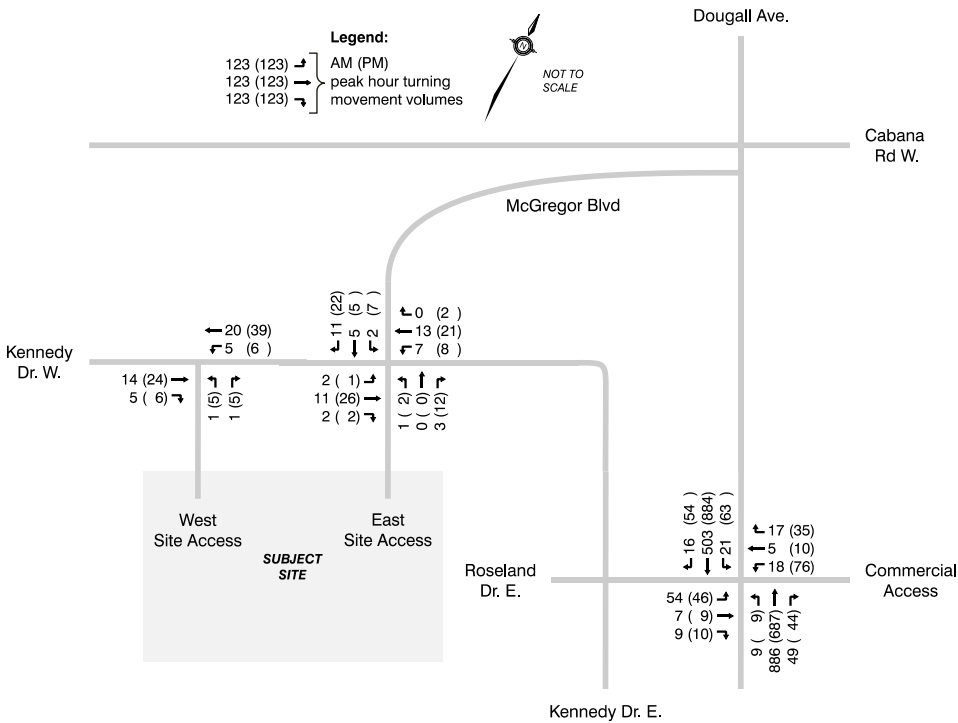 Dougall Ave.
Legend:
123 (123)
AM (PM)
123 (123)
peak hour turning
123 (123)
movement volumes
N
NOT TO
SCALE
Cabana
Rd W.
McGregor Blvd
11 (22)
5 (5 )
2 (7 )
0 (2 )
13 (21)
7 (8 )
20 (39)
5 (6 )
Kennedy
Dr. W.
14 (24)
5 ( 6)
1 (5)
1 (5)
2 ( 1)
11 (26)
2 ( 2)
1 ( 2)
0 ( 0)
3 (12)
West
Site Access
East
Site Access
SUBJECT
SITE
16 (54 )
503 (884)
21 (63 )
17 (35)
5 (10)
18 (76)
Roseland
Dr. E.
Commercial
Access
54 (46)
7 ( 9)
9 (10)
9 ( 9)
886 (687)
49 ( 44)
Kennedy Dr. E.